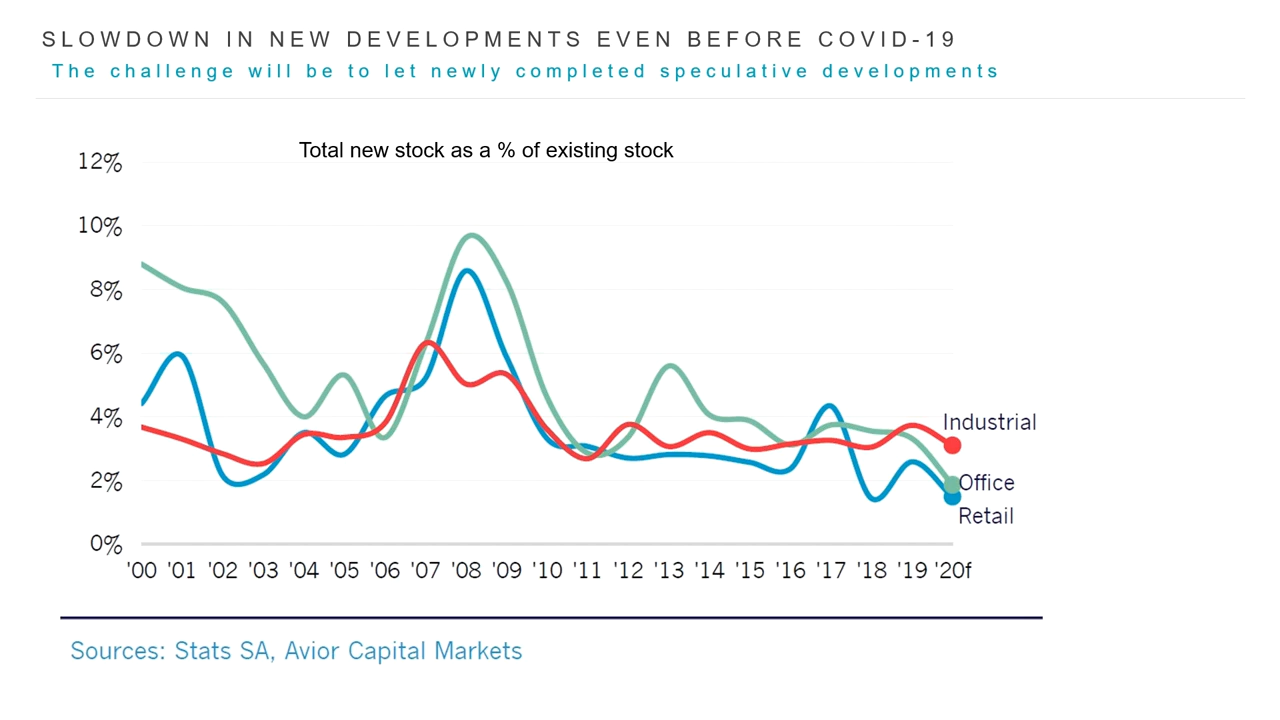 SLOWDOWN IN NEW DEVELOPMENTS EVEN BEFORE COVID-19
The challenge will be to let newly completed speculative developments
Total new stock as a % of existing stock
12%
10%
8%
6%
4%
2%
0%
Industrial
Office
Retail
'00 '01 '02 '03 '04 '05 '06 '07 '08 '09 '10 '11 '12 '13 '14 '15 '16 '17 '18 '19 '20f
Sources: Stats SA, Avior Capital Markets